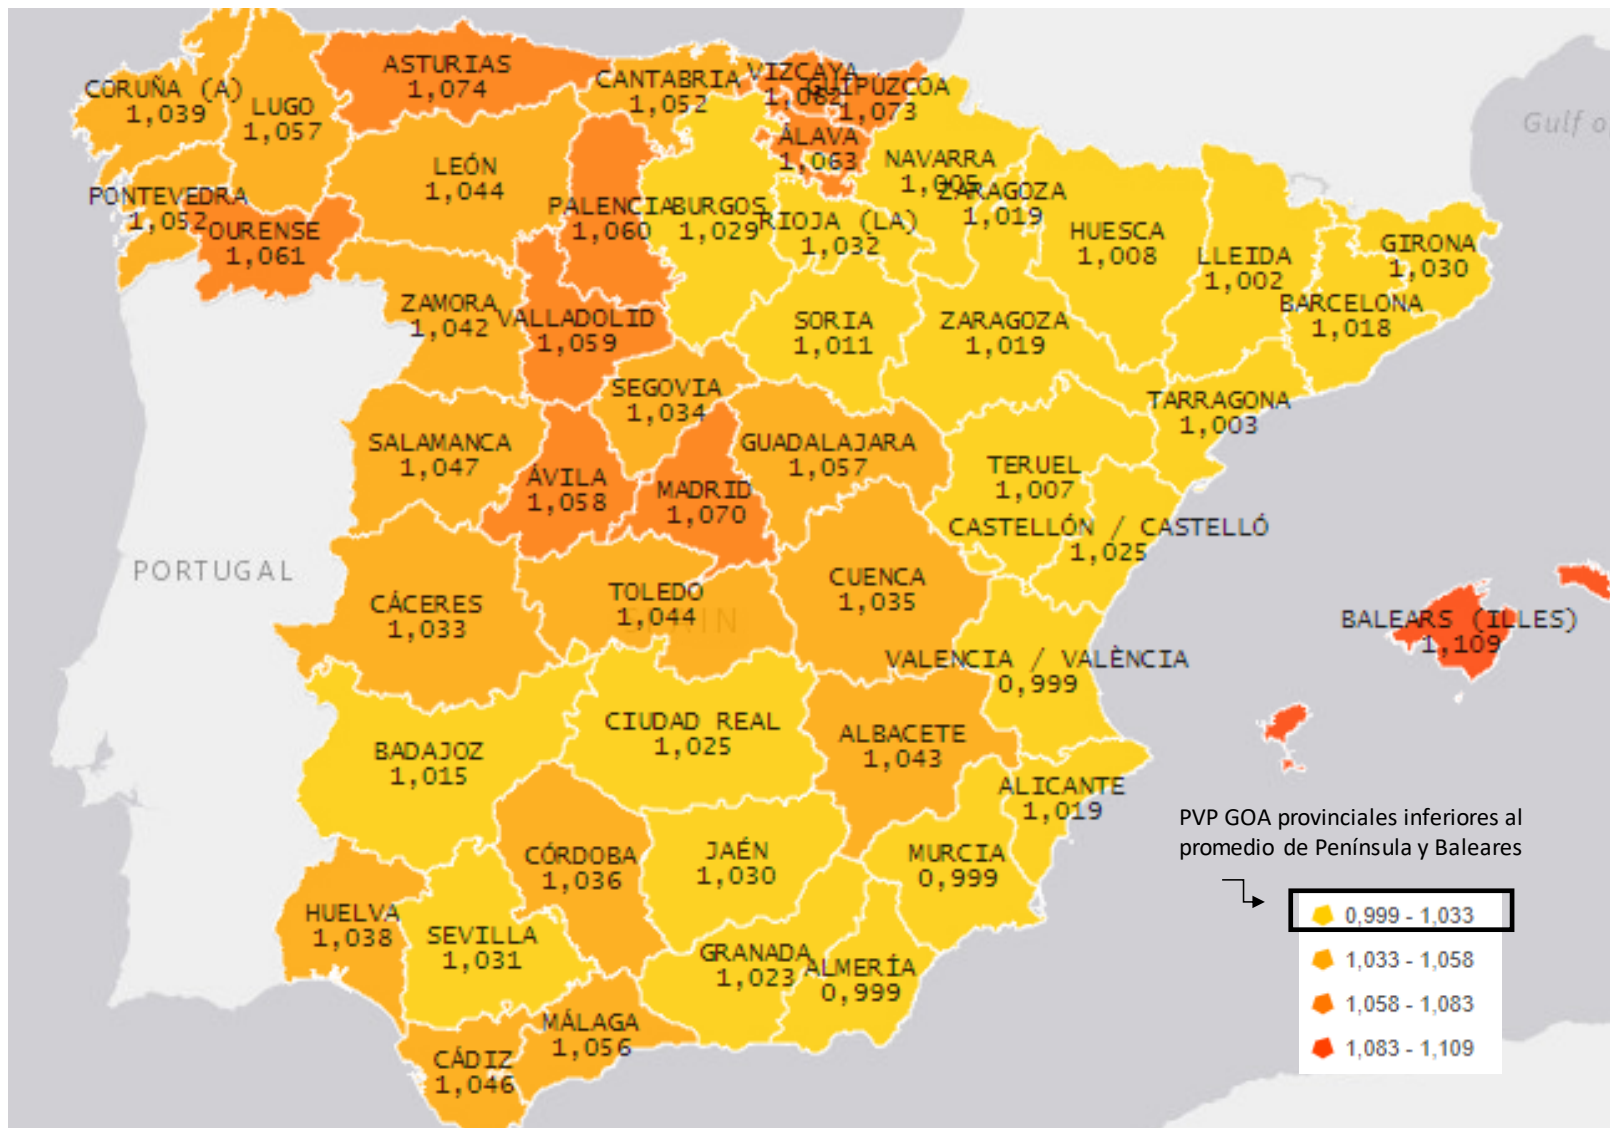 ASTURIAS
1,074
CANTABRIA
1,052
VIZCAYA
1,062
GUIPÚZCOA
1,073
CORUÑA (A)
1,039
LUGO
1,057
Gulf o
ÁLAVA
1,063
LEÓN
1,044
NAVARRA
1,005
PONTEVEDRA
1,052
PALENCIA
1,060
BURGOS
1,029
ZARAGOZA
1,019
RIOJA (LA)
1,032
OURENSE
1,061
HUESCA
1,008
LLEIDA
1,002
GIRONA
1,030
ZAMORA
1,042
VALLADOLID
1,059
SORIA
1,011
ZARAGOZA
1,019
BARCELONA
1,018
SEGOVIA
1,034
TARRAGONA
1,003
SALAMANCA
1,047
GUADALAJARA
1,057
ÁVILA
1,058
MADRID
1,070
TERUEL
1,007
CASTELLÓN / CASTELLÓ
1,025
PORTUGAL
CÁCERES
1,033
TOLEDO
1,044
CUENCA
1,035
BALEARS (ILLES)
1,109
VALENCIA / VALÈNCIA
0,999
BADAJOZ
1,015
CIUDAD REAL
1,025
ALBACETE
1,043
ALICANTE
1,019
PVP GOA provinciales inferiores al
promedio de Península y Baleares
CÓRDOBA
1,036
JAÉN
1,030
MURCIA
0,999
HUELVA
1,038
SEVILLA
1,031
GRANADA
1,023
ALMERÍA
0,999
MÁLAGA
1,056
CÁDIZ
1,046
0,999 - 1,033
1,033 - 1,058
1,058 - 1,083
1,083 - 1,109